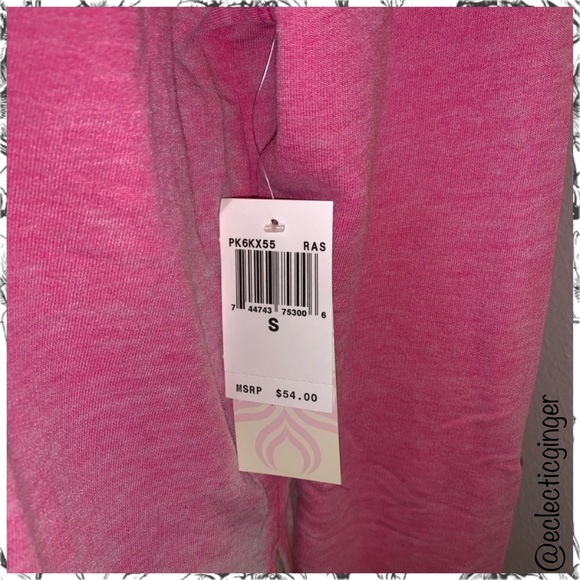 PK6KX55 RAS
7 44743 75300 6
S
MSRP $54.00
@eclecticginger